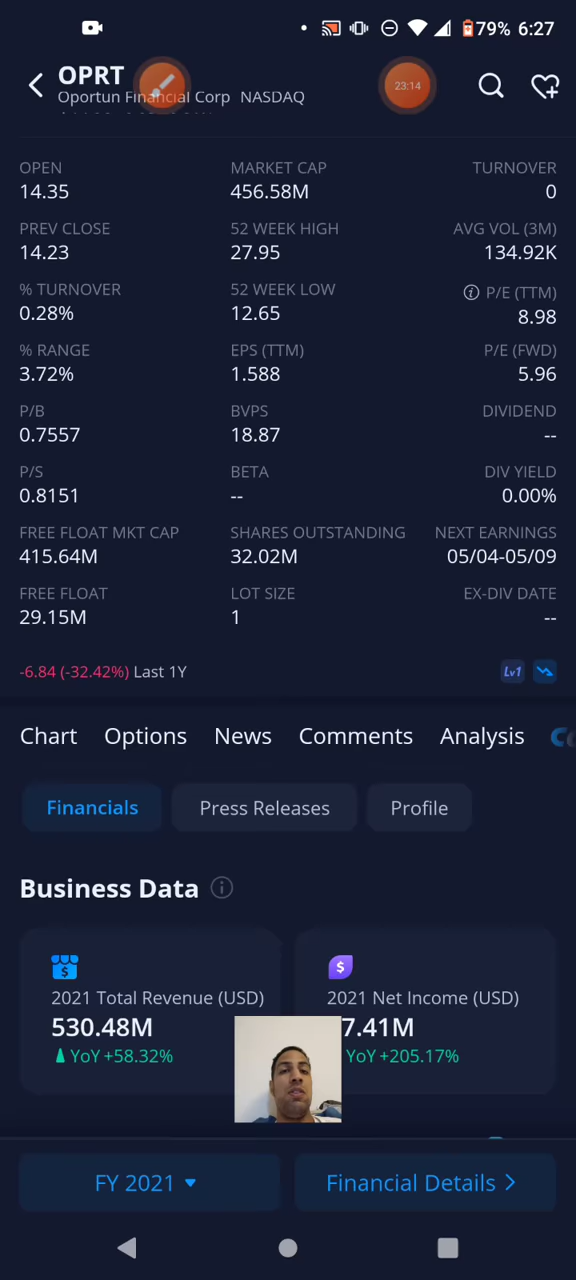 79% 6:27
OPRT
Oportun Financial Corp NASDAQ
23:14
OPEN MARKET CAP TURNOVER
14.35 456.58M 0
PREV CLOSE 52 WEEK HIGH AVG VOL (3M)
14.23 27.95 134.92K
% TURNOVER 52 WEEK LOW P/E (TTM)
0.28% 12.65 8.98
% RANGE EPS (TTM) P/E (FWD)
3.72% 1.588 5.96
P/B BVPS DIVIDEND
0.7557 18.87 --
P/S BETA DIV YIELD
0.8151 -- 0.00%
FREE FLOAT MKT CAP SHARES OUTSTANDING NEXT EARNINGS
415.64M 32.02M 05/04-05/09
FREE FLOAT LOT SIZE EX-DIV DATE
29.15M 1 --
-6.84 (-32.42%) Last 1Y Lv1
Chart Options News Comments Analysis
Financials Press Releases Profile
Business Data
2021 Total Revenue (USD) 2021 Net Income (USD)
530.48M 7.41M
YoY +58.32% YoY +205.17%
FY 2021 Financial Details